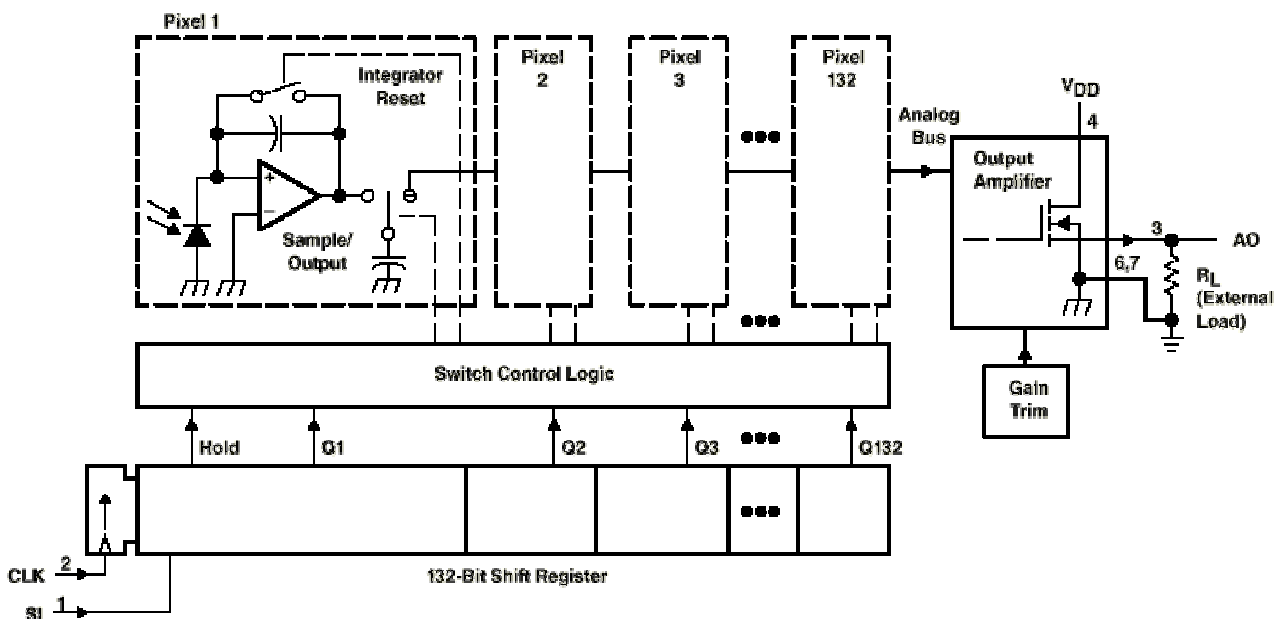 Pixel 1
Integrator
Reset
+
−
Sample/
Output
Pixel
2
Pixel
3
Pixel
132
Analog
Bus
VDD
4
Output
Amplifier
3
AO
6,7
RL
(External
Load)
Switch Control Logic
Gain
Trim
Hold
Q1
Q2
Q3
Q132
CLK
2
132-Bit Shift Register
SI
1